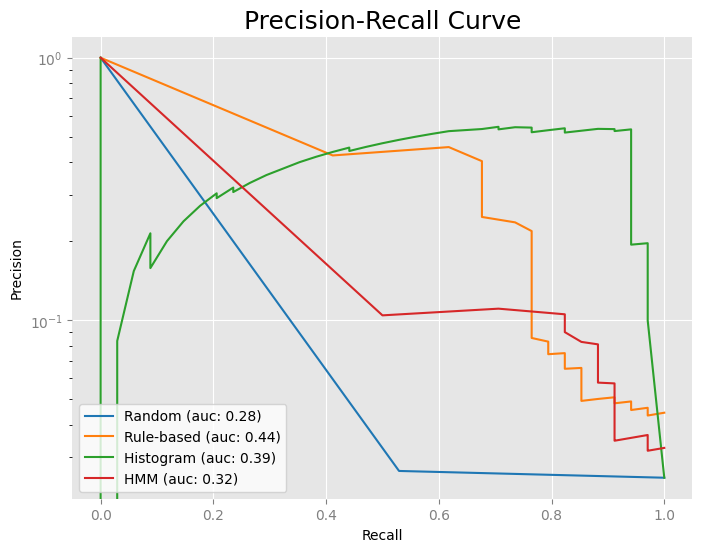 Precision-Recall Curve
10⁰
10⁻¹
Precision
Random (auc: 0.28)
Rule-based (auc: 0.44)
Histogram (auc: 0.39)
HMM (auc: 0.32)
0.0 0.2 0.4 0.6 0.8 1.0
Recall